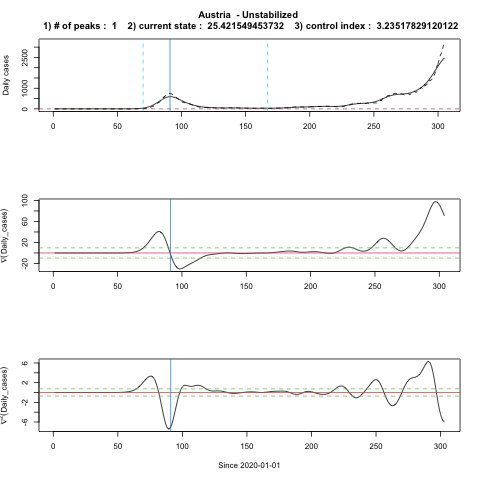 Austria - Unstabilized
1) # of peaks : 1 2) current state : 25.421549453732 3) control index : 3.23517829120122
Daily cases
2500
1000
0
0 50 100 150 200 250 300
∇(Daily_cases)
100
60
20
-20
0 50 100 150 200 250 300
∇²(Daily_cases)
6
2
-2
-6
0 50 100 150 200 250 300
Since 2020-01-01